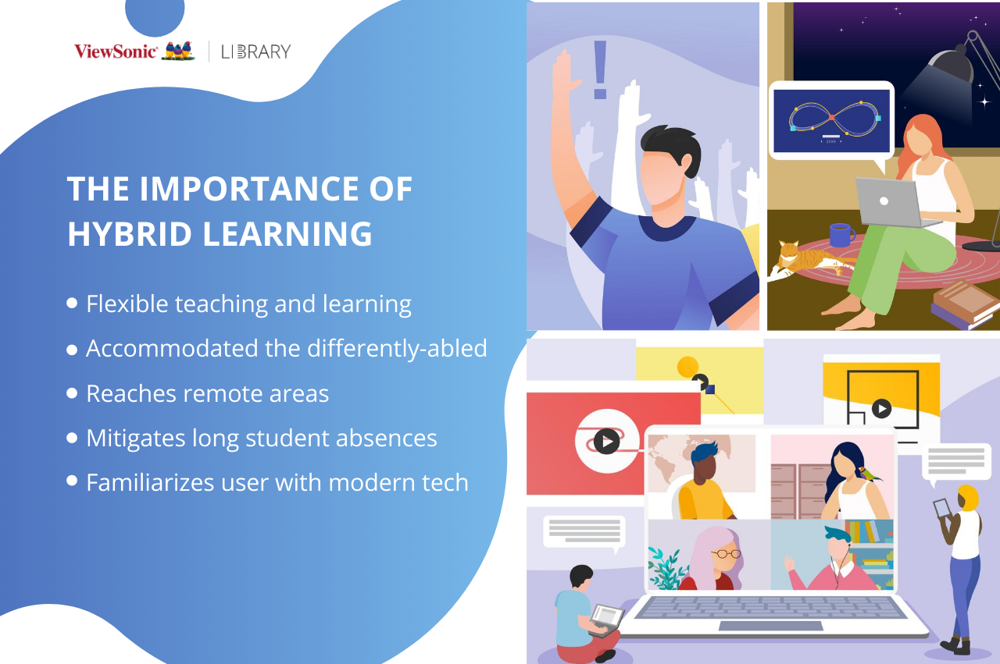 ViewSonic | LIBRARY
THE IMPORTANCE OF
HYBRID LEARNING
Flexible teaching and learning
Accommodated the differently-abled
Reaches remote areas
Mitigates long student absences
Familiarizes user with modern tech
!
20XX